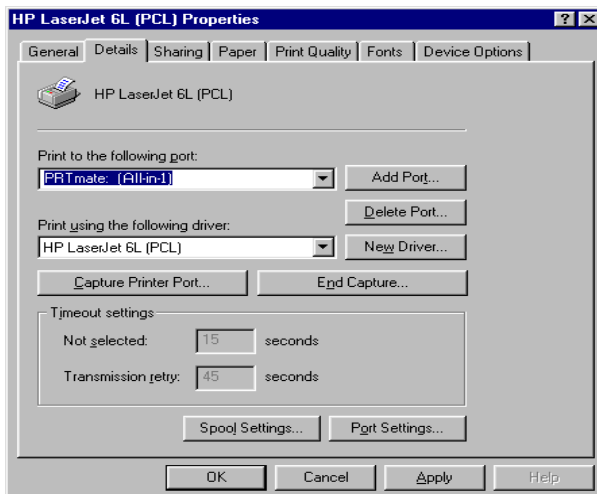 HP LaserJet 6L (PCL) Properties
General Details Sharing Paper Print Quality Fonts Device Options
HP LaserJet 6L (PCL)
Print to the following port:
PRTmate: (All-in-1)
Add Port...
Delete Port...
Print using the following driver:
HP LaserJet 6L (PCL)
New Driver...
Capture Printer Port... End Capture...
Timeout settings
Not selected: 15 seconds
Transmission retry: 45 seconds
Spool Settings... Port Settings...
OK Cancel Apply Help